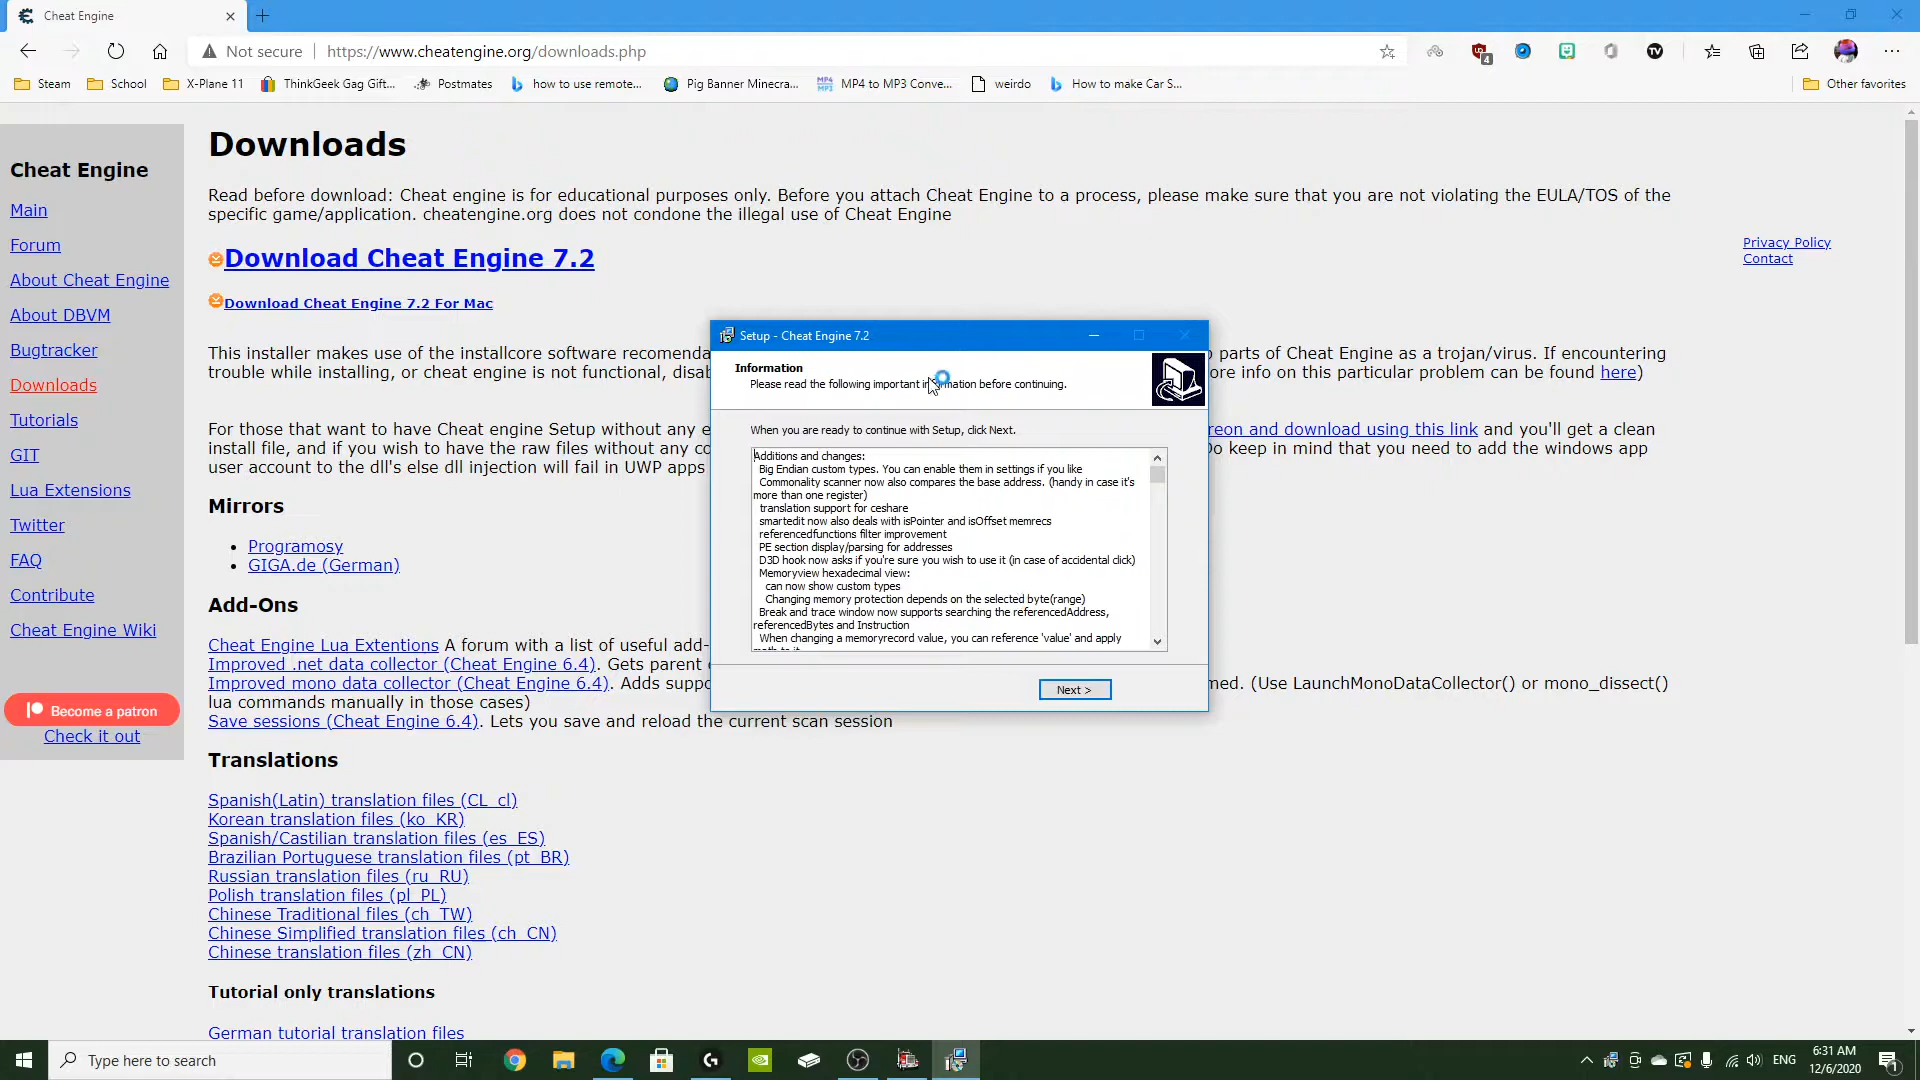 Cheat Engine
Not secure
https://www.cheatengine.org/downloads.php
4
TV
Steam
School
X-Plane 11
ThinkGeek Gag Gift...
Postmates
how to use remote...
Pig Banner Minecra...
MP4 to MP3 Conve...
weirdo
How to make Car S...
Other favorites
Cheat Engine
Main
Forum
About Cheat Engine
About DBVM
Bugtracker
Downloads
Tutorials
GIT
Lua Extensions
Twitter
FAQ
Contribute
Cheat Engine Wiki
Become a patron
Check it out
Downloads
Read before download: Cheat engine is for educational purposes only. Before you attach Cheat Engine to a process, please make sure that you are not violating the EULA/TOS of the
specific game/application. cheatengine.org does not condone the illegal use of Cheat Engine
Download Cheat Engine 7.2
Download Cheat Engine 7.2 For Mac
Privacy Policy
Contact
This installer makes use of the installcore software recomenda
parts of Cheat Engine as a trojan/virus. If encountering
trouble while installing, or cheat engine is not functional, disab
ore info on this particular problem can be found here)
For those that want to have Cheat engine Setup without any e
reon and download using this link and you'll get a clean
install file, and if you wish to have the raw files without any co
Do keep in mind that you need to add the windows app
user account to the dll's else dll injection will fail in UWP apps
Mirrors
Programosy
GIGA.de (German)
Add-Ons
Cheat Engine Lua Extentions A forum with a list of useful add-
Improved .net data collector (Cheat Engine 6.4). Gets parent
Improved mono data collector (Cheat Engine 6.4). Adds suppo
med. (Use LaunchMonoDataCollector() or mono_dissect()
lua commands manually in those cases)
Save sessions (Cheat Engine 6.4). Lets you save and reload the current scan session
Translations
Spanish(Latin) translation files (CL_cl)
Korean translation files (ko_KR)
Spanish/Castilian translation files (es_ES)
Brazilian Portuguese translation files (pt_BR)
Russian translation files (ru_RU)
Polish translation files (pl_PL)
Chinese Traditional files (ch_TW)
Chinese Simplified translation files (ch_CN)
Chinese translation files (zh_CN)
Tutorial only translations
German tutorial translation files
Setup - Cheat Engine 7.2
Information
Please read the following important information before continuing.
When you are ready to continue with Setup, click Next.
Additions and changes:
Big Endian custom types. You can enable them in settings if you like
Commonality scanner now also compares the base address. (handy in case it's
more than one register)
translation support for ceshare
smartedit now also deals with isPointer and isOffset memrecs
referencedfunctions filter improvement
PE section display/parsing for addresses
D3D hook now asks if you're sure you wish to use it (in case of accidental click)
Memoryview hexadecimal view:
can now show custom types
Changing memory protection depends on the selected byte(range)
Break and trace window now supports searching the referencedAddress,
referencedBytes and Instruction
When changing a memoryrecord value, you can reference 'value' and apply
math to it
Next >
Type here to search
ENG
6:31 AM
12/6/2020
1